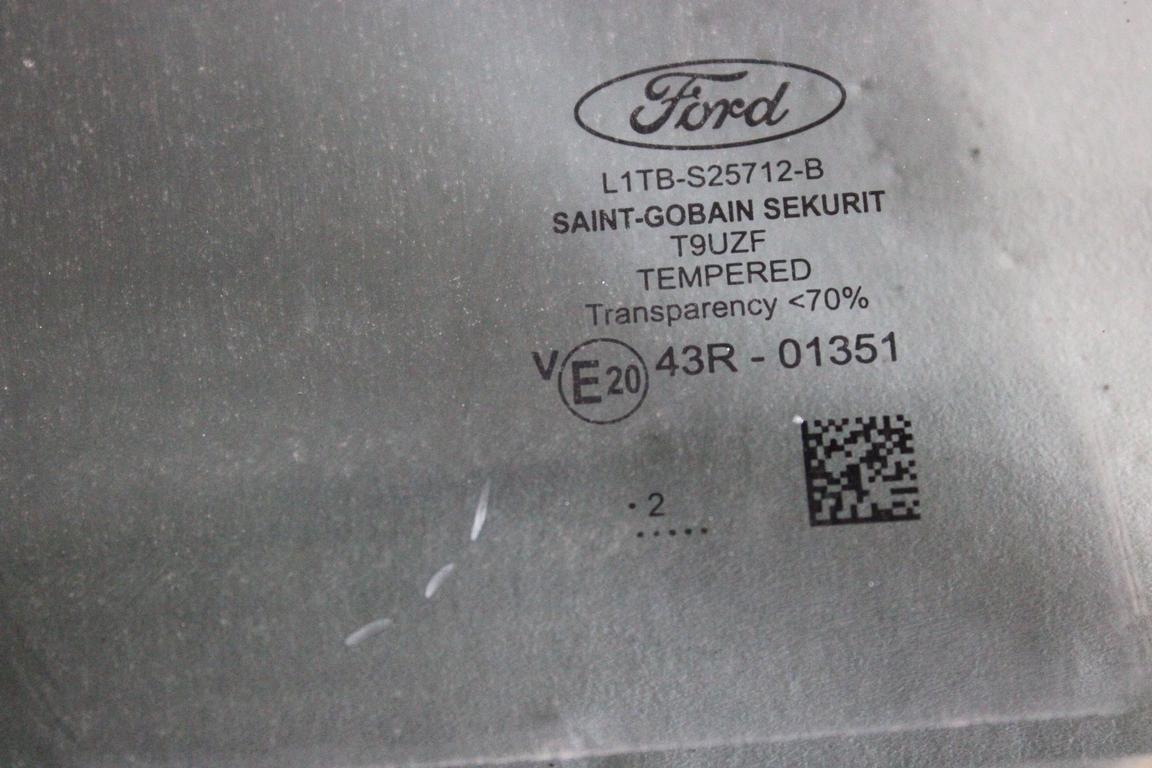 Ford
L1TB-S25712-B
SAINT-GOBAIN SEKURIT
T9UZF
TEMPERED
Transparency <70%
V E20 43R - 01351
. 2
.....